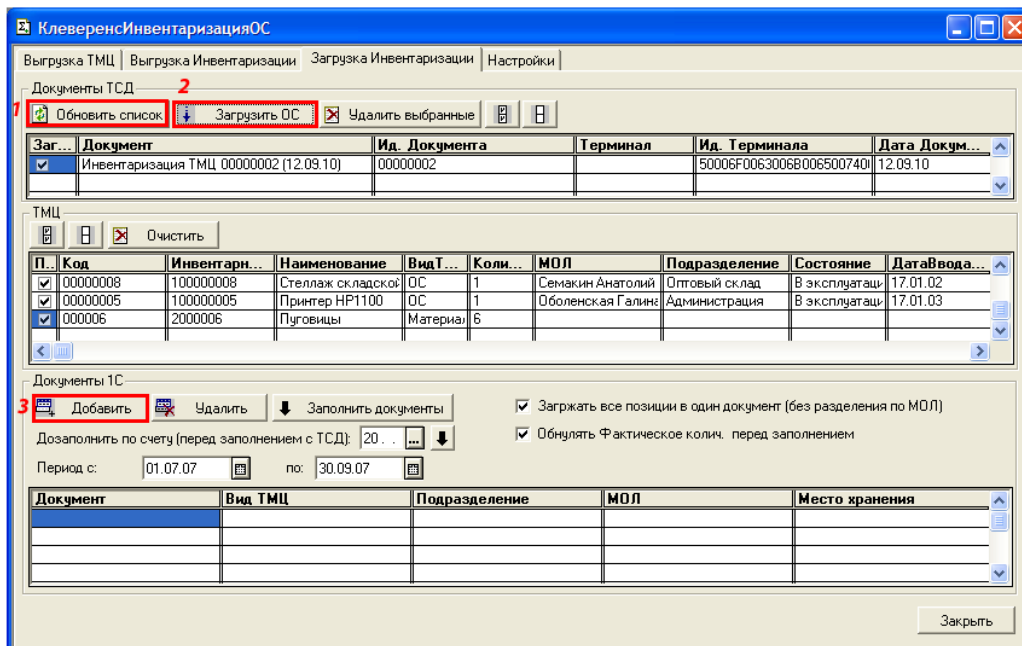 КлеверенсИнвентаризацияОС
Выгрузка ТМЦ Выгрузка Инвентаризации Загрузка Инвентаризации Настройки
Документы ТСД 2
1 Обновить список Загрузить ОС Удалить выбранные
Заг... Документ Ид. Документа Терминал Ид. Терминала Дата Докум...
Инвентаризация ТМЦ 00000002 (12.09.10) 00000002 50006F0063006B006500740 12.09.10
ТМЦ
Очистить
П.. Код Инвентарн... Наименование ВидТ... Коли... МОЛ Подразделение Состояние ДатаВвода...
00000008 100000008 Стеллаж складской ОС 1 Семакин Анатолий Оптовый склад В эксплуатаци 17.01.02
00000005 100000005 Принтер HP1100 ОС 1 Оболенская Галина Администрация В эксплуатаци 17.01.03
000006 2000006 Пуговицы Материал 6
Документы 1С
3 Добавить Удалить Заполнить документы Загржать все позиции в один документ (без разделения по МОЛ)
Дозаполнить по счету (перед заполнением с ТСД): 20 . . ... Обнулять Фактическое колич. перед заполнением
Период с: 01.07.07 по: 30.09.07
Документ Вид ТМЦ Подразделение МОЛ Место хранения
Закрыть